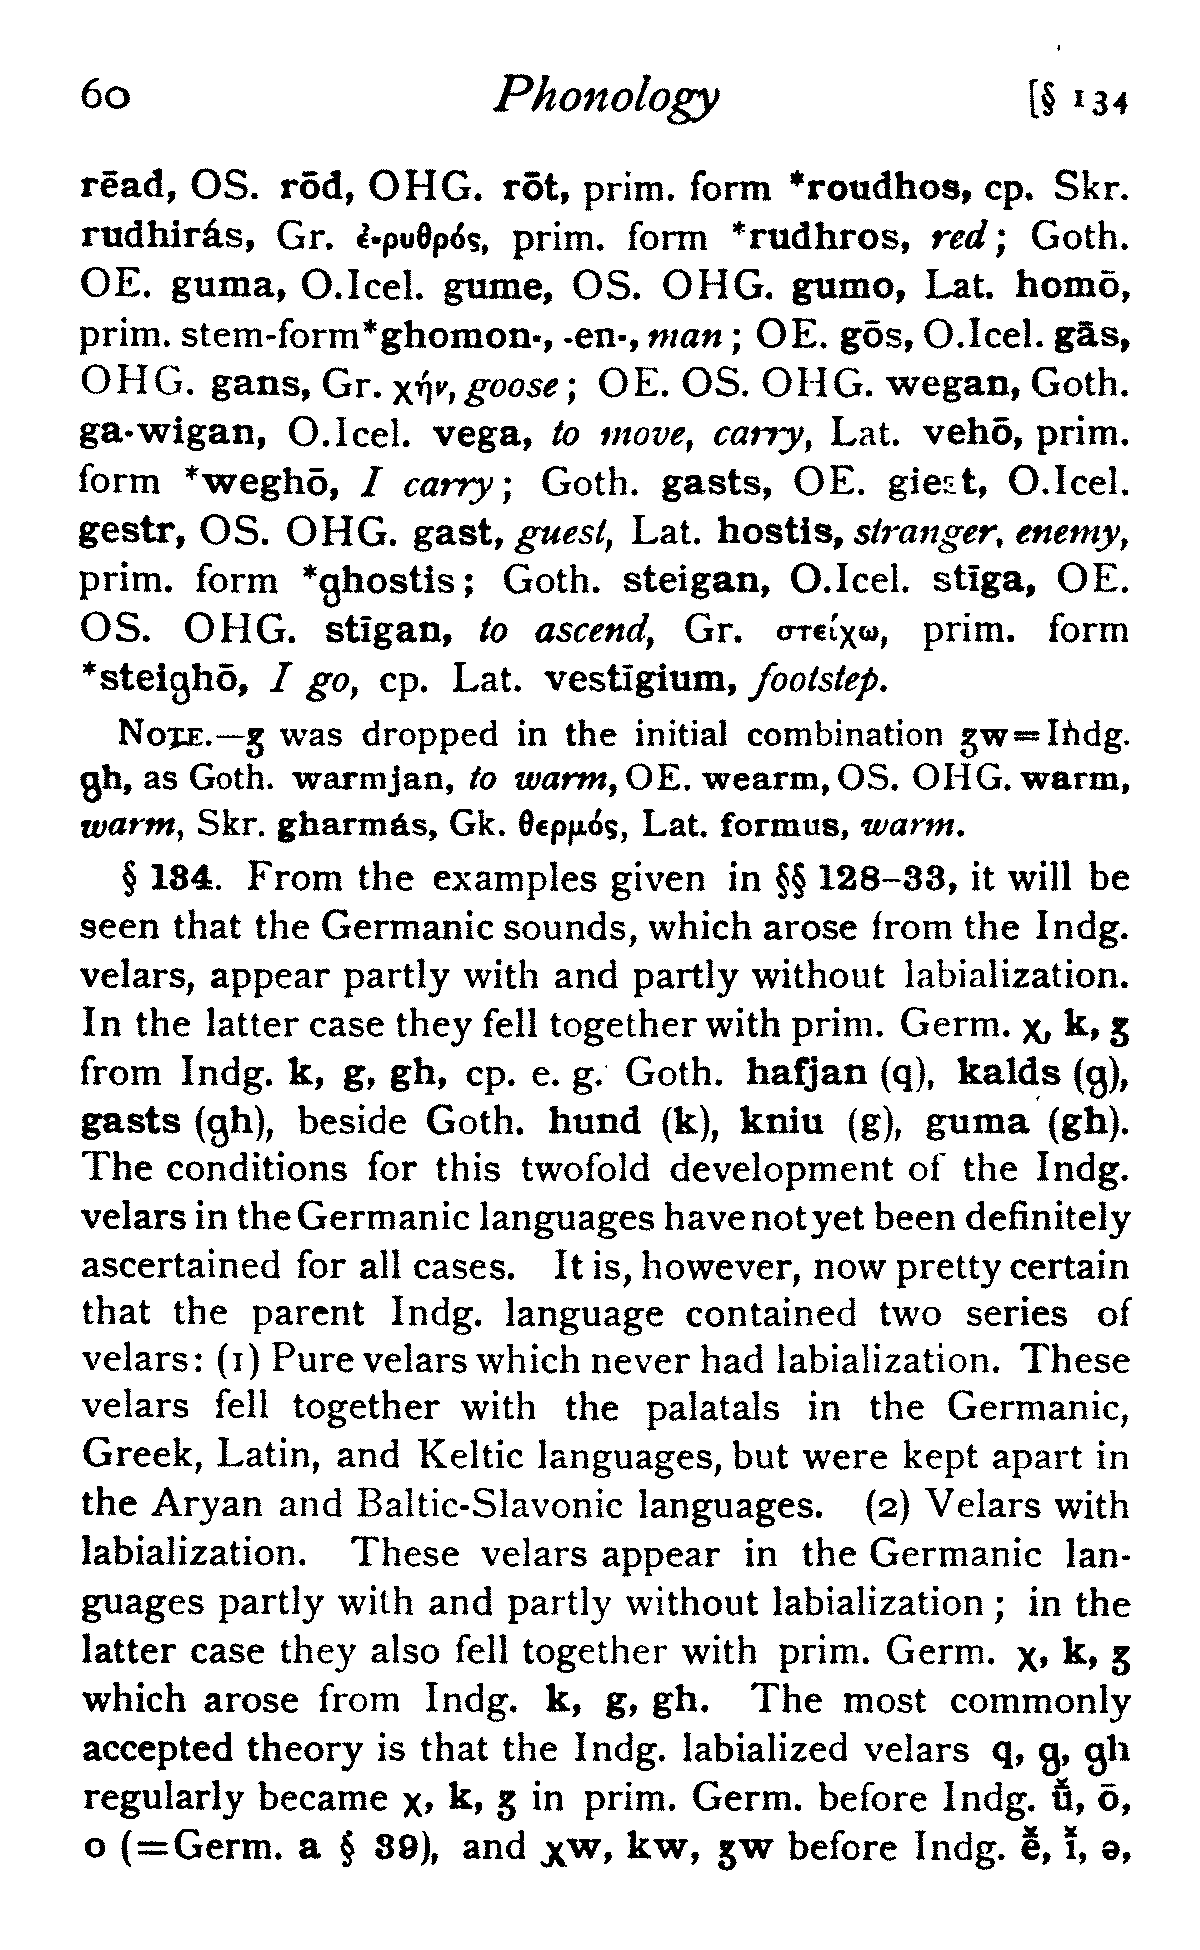 60 Phonology [§ 134
rēad, OS. rōd, OHG. rōt, prim. form *roudhos, cp. Skr.
rudhirás, Gr. ἐ-ρυθρός, prim. form *rudhros, red; Goth.
OE. guma, O.Icel. gume, OS. OHG. gumo, Lat. homō,
prim. stem-form *ghomon-, -en-, man; OE. gōs, O.Icel. gās,
OHG. gans, Gr. χήν, goose; OE. OS. OHG. wegan, Goth.
ga-wigan, O.Icel. vega, to move, carry, Lat. vehō, prim.
form *weghō, I carry; Goth. gasts, OE. giest, O.Icel.
gestr, OS. OHG. gast, guest, Lat. hostis, stranger, enemy,
prim. form *ƣhostis; Goth. steigan, O.Icel. stīga, OE.
OS. OHG. stīgan, to ascend, Gr. στείχω, prim. form
*steiƣhō, I go, cp. Lat. vestīgium, footstep.
NOTE.—ʒ was dropped in the initial combination ʒw=Indg.
ƣh, as Goth. warmjan, to warm, OE. wearm, OS. OHG. warm,
warm, Skr. gharmás, Gk. θερμός, Lat. formus, warm.
§ 134. From the examples given in §§ 128–33, it will be
seen that the Germanic sounds, which arose from the Indg.
velars, appear partly with and partly without labialization.
In the latter case they fell together with prim. Germ. χ, k, ʒ
from Indg. k, g, gh, cp. e. g. Goth. hafjan (q), kalds (ƣ),
gasts (ƣh), beside Goth. hund (k), kniu (g), guma (gh).
The conditions for this twofold development of the Indg.
velars in the Germanic languages have not yet been definitely
ascertained for all cases. It is, however, now pretty certain
that the parent Indg. language contained two series of
velars: (1) Pure velars which never had labialization. These
velars fell together with the palatals in the Germanic,
Greek, Latin, and Keltic languages, but were kept apart in
the Aryan and Baltic-Slavonic languages. (2) Velars with
labialization. These velars appear in the Germanic lan-
guages partly with and partly without labialization; in the
latter case they also fell together with prim. Germ. χ, k, ʒ
which arose from Indg. k, g, gh. The most commonly
accepted theory is that the Indg. labialized velars q, ƣ, ƣh
regularly became χ, k, ʒ in prim. Germ. before Indg. ū̆, ō,
o (=Germ. a § 39), and χw, kw, ʒw before Indg. ē̆, ī̆, ə,